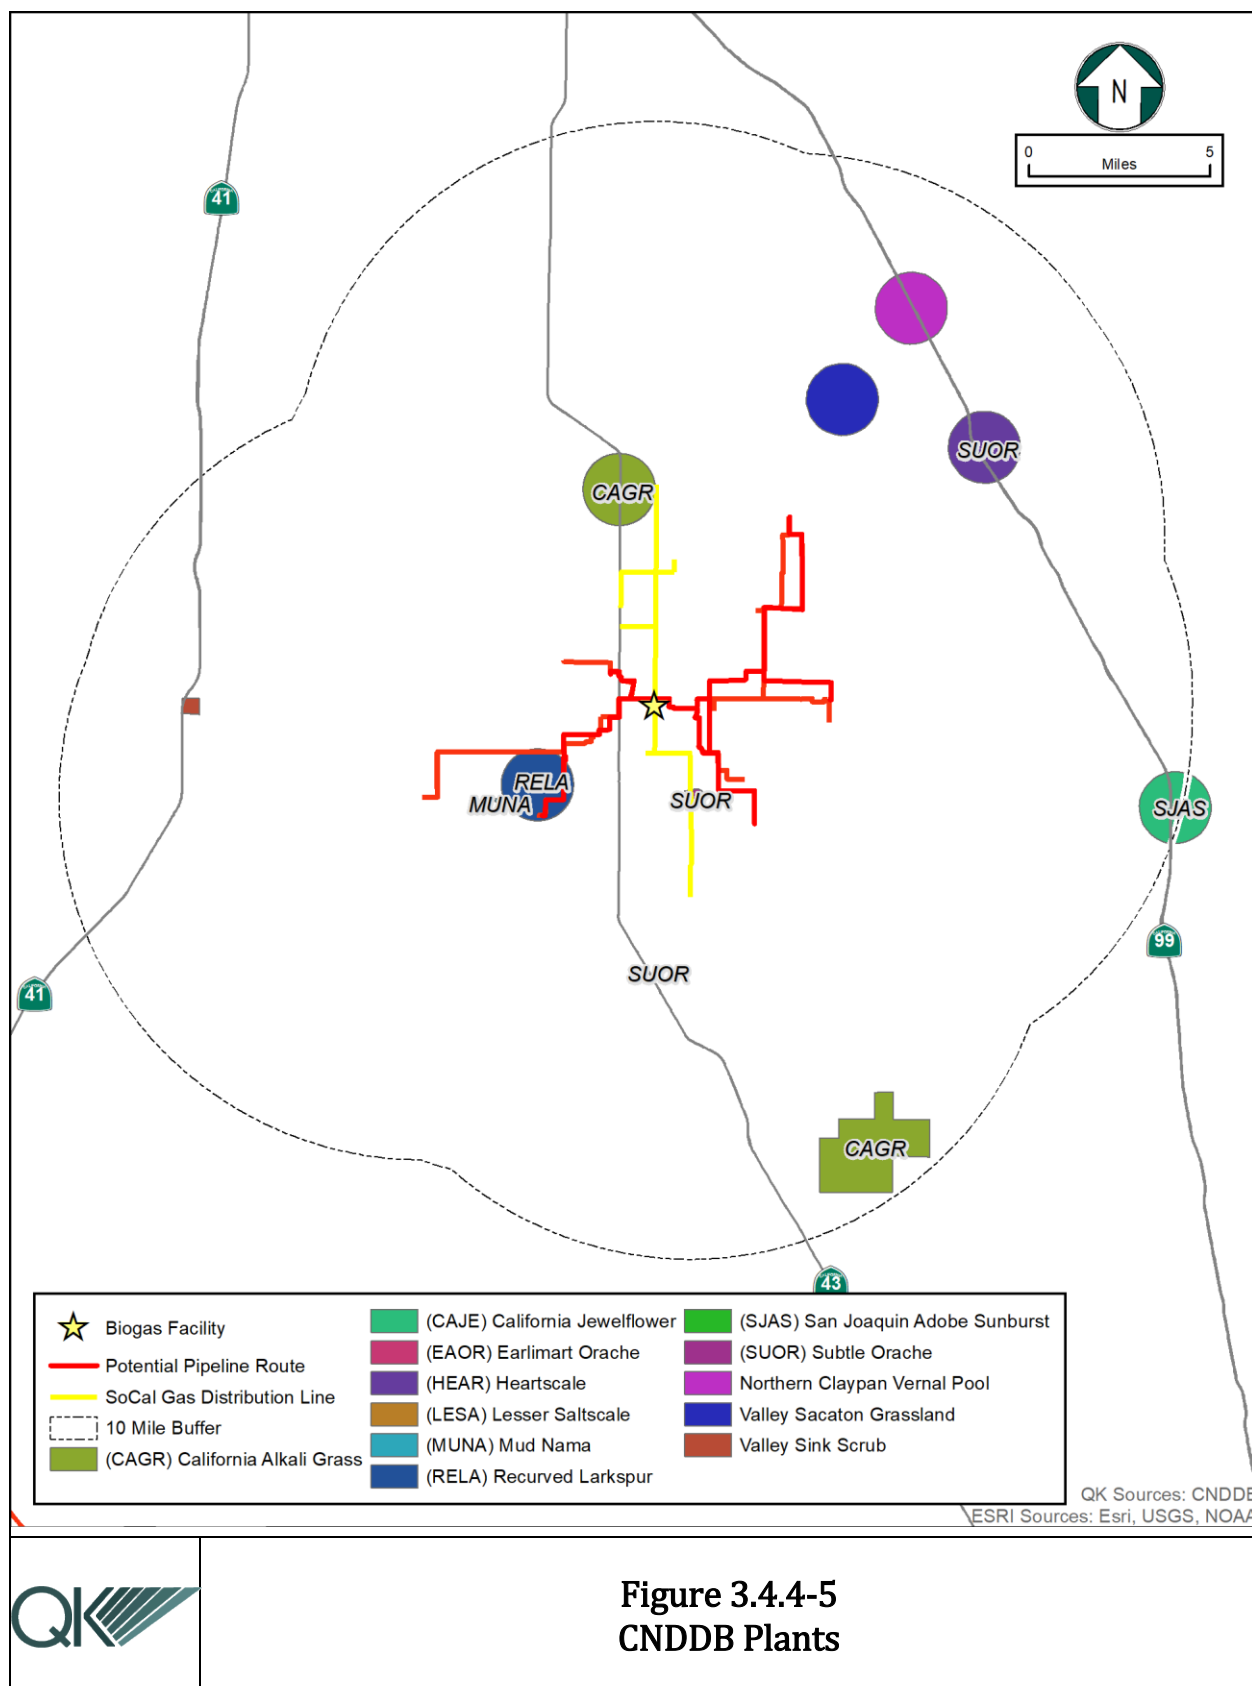 N
0 5
Miles
41
SUOR
CAGR
RELA
MUNA
SUOR
SJAS
99
SUOR
41
CAGR
43
Biogas Facility
Potential Pipeline Route
SoCal Gas Distribution Line
10 Mile Buffer
(CAGR) California Alkali Grass
(CAJE) California Jewelflower
(EAOR) Earlimart Orache
(HEAR) Heartscale
(LESA) Lesser Saltscale
(MUNA) Mud Nama
(RELA) Recurved Larkspur
(SJAS) San Joaquin Adobe Sunburst
(SUOR) Subtle Orache
Northern Claypan Vernal Pool
Valley Sacaton Grassland
Valley Sink Scrub
QK Sources: CNDDB
ESRI Sources: Esri, USGS, NOAA
QK
Figure 3.4.4-5
CNDDB Plants